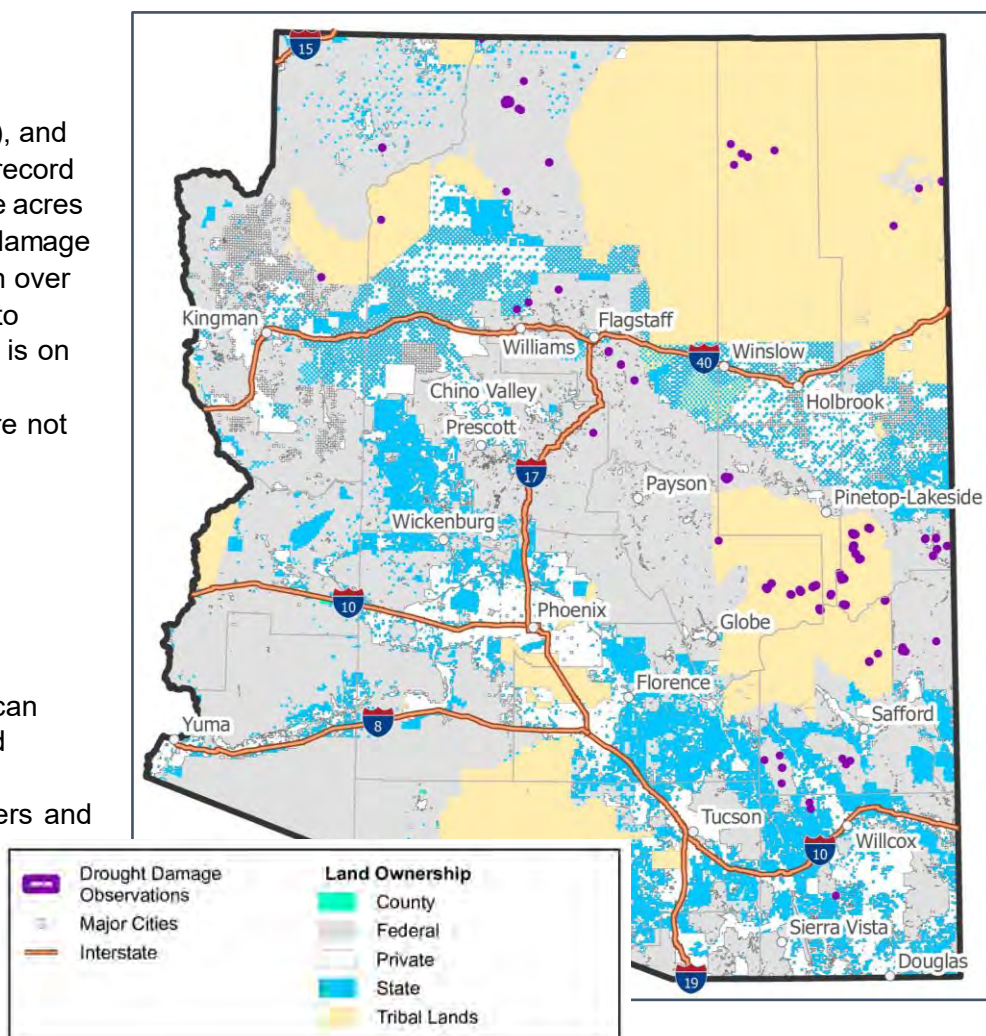 ), and
record
e acres
damage
n over
to
is on
re not
can
d
ers and
15
Kingman
Williams
Flagstaff
40
Winslow
Holbrook
Chino Valley
Prescott
17
Payson
Pinetop-Lakeside
Wickenburg
10
Phoenix
Globe
Florence
Safford
Yuma
8
Tucson
10
Willcox
Sierra Vista
Douglas
19
Drought Damage
Observations
Major Cities
Interstate
Land Ownership
County
Federal
Private
State
Tribal Lands